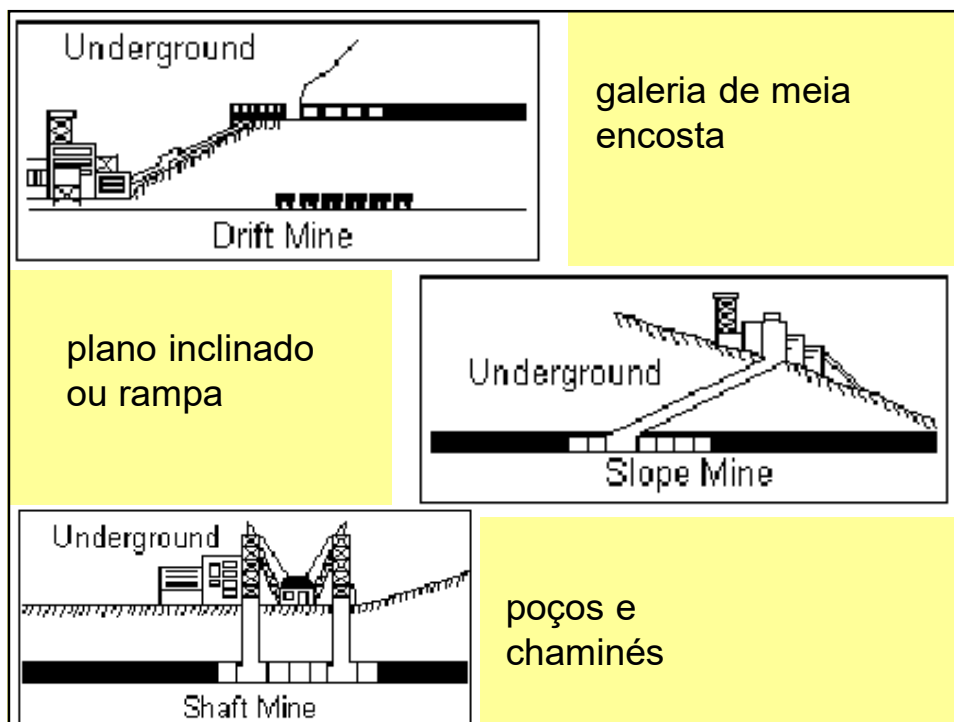 Underground
Drift Mine
galeria de meia
encosta
plano inclinado
ou rampa
Underground
Slope Mine
Underground
Shaft Mine
poços e
chaminés